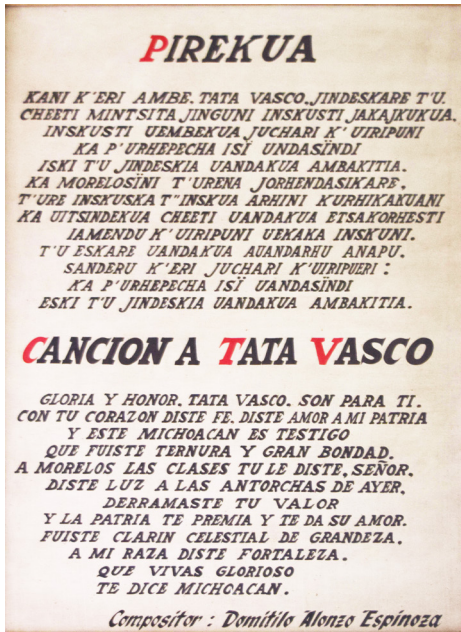 PIREKUA
KANI K'ERI AMBE. TATA VASCO. JINDESKARE T'U.
CHEETI MINTSITA JINGUNI INSKUSTI JAKAJKUKUA.
INSKUSTI UEMBEKUA JUCHARI K' UIRIPUNI
KA P'URHEPECHA ISÏ UNDASÏNDI
ISKI T'U JINDESKIA UANDAKUA AMBAKITIA.
KA MORELOSÏNI T'URENA JORHENDASIKARE.
T'URE INSKUSKA T"INSKUA ARHINI KURHIKAKUANI
KA UITSINDEKUA CHEETI UANDAKUA ETSAKORHESTI
IAMENDU K'UIRIPUNI UEKAKA INSKUNI.
T'U ESKARE UANDAKUA AUANDARHU ANAPU.
SANDERU K'ERI JUCHARI K'UIPUERI :
KA P'URHEPECHA ISÏ UANDASÏNDI
ESKI T'U JINDESKIA UANDAKUA AMBAKITIA.
CANCION A TATA VASCO
GLORIA Y HONOR. TATA VASCO. SON PARA TI.
CON TU CORAZON DISTE FE. DISTE AMOR A MI PATRIA
Y ESTE MICHOACAN ES TESTIGO
QUE FUISTE TERNURA Y GRAN BONDAD.
A MORELOS LAS CLASES TU LE DISTE, SEÑOR.
DISTE LUZ A LAS ANTORCHAS DE AYER.
DERRAMASTE TU VALOR
Y LA PATRIA TE PREMIA Y TE DA SU AMOR.
FUISTE CLARIN CELESTIAL DE GRANDEZA.
A MI RAZA DISTE FORTALEZA.
QUE VIVAS GLORIOSO
TE DICE MICHOACAN.
Compositor : Domitilo Alonzo Espinoza